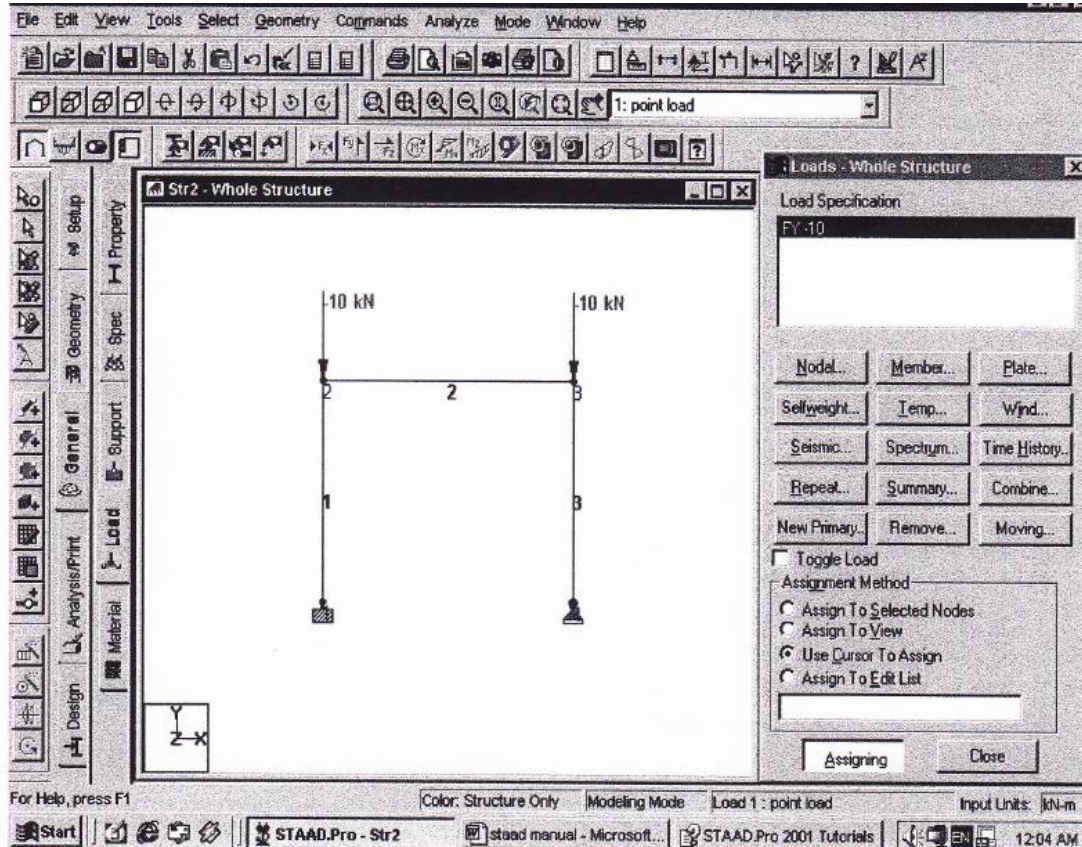 File Edit View Tools Select Geometry Commands Analyze Mode Window Help
1: point load
Str2 - Whole Structure
Setup
Geometry
General
Analysis/Print
Design
Property
Spec
Support
Load
Material
-10 kN -10 kN
2 2 3
1 3
Y
Z X
Loads - Whole Structure
Load Specification
FY -10
Nodal... Member... Plate...
Selfweight... Temp... Wind...
Seismic... Spectrum... Time History..
Repeat... Summary... Combine...
New Primary.. Remove... Moving...
Toggle Load
Assignment Method
Assign To Selected Nodes
Assign To View
Use Cursor To Assign
Assign To Edit List
Assigning Close
For Help, press F1 Color: Structure Only Modeling Mode Load 1 : point load Input Units: kN-m
Start STAAD.Pro - Str2 staad manual - Microsoft... STAAD.Pro 2001 Tutorials EN 12:04 AM